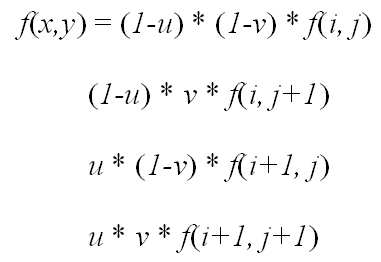 f(x,y) = (1-u) * (1-v) * f(i, j)
(1-u) * v * f(i, j+1)
u * (1-v) * f(i+1, j)
u * v * f(i+1, j+1)